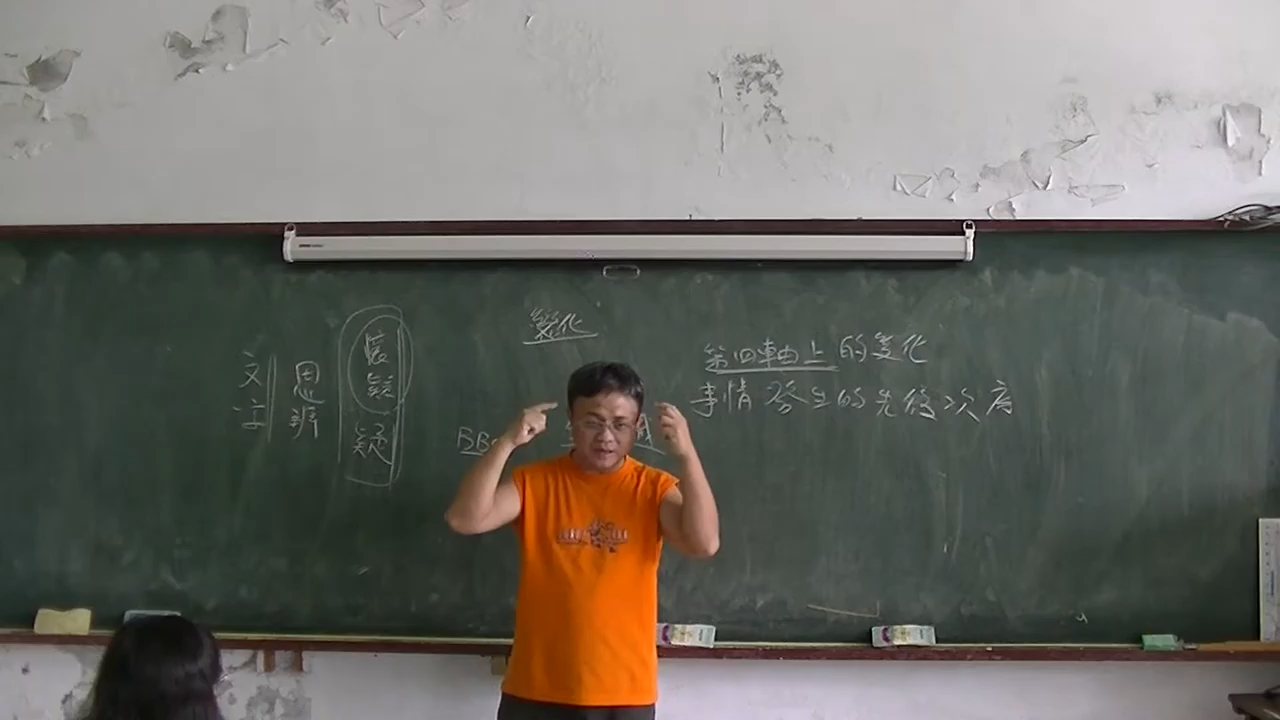 變化
第四軸上的變化
事情發生的先後次序
文字
思辨
懷疑
疑
BB